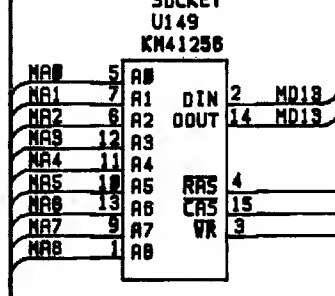 SOCKET
U149
KM41256
MA0 5 A0
MA1 7 A1 DIN 2 MD13
MA2 6 A2 DOUT 14 MD13
MA3 12 A3
MA4 11 A4
MA5 10 A5 RAS 4
MA6 13 A6 CAS 15
MA7 9 A7 WR 3
MA8 1 A8